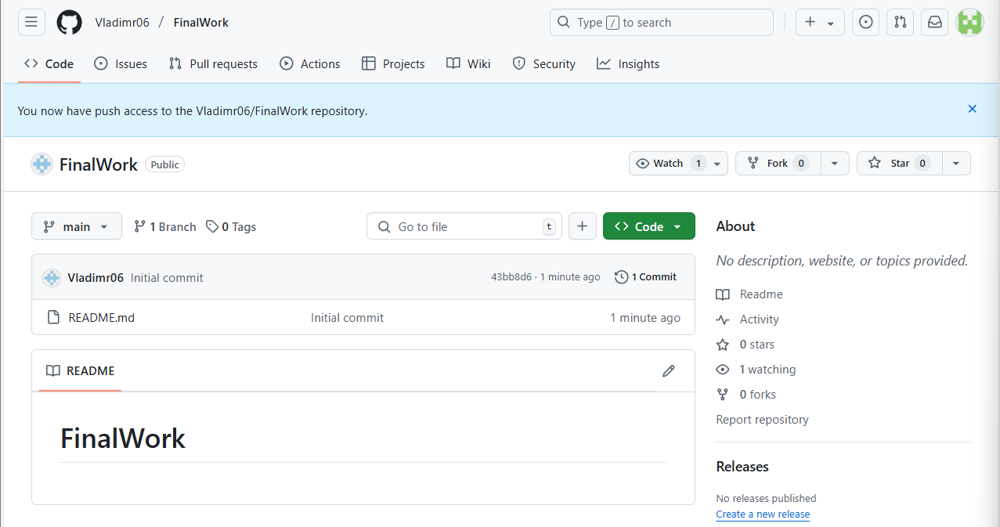 Vladimr06 / FinalWork Type / to search
Code Issues Pull requests Actions Projects Wiki Security Insights
You now have push access to the Vladimr06/FinalWork repository.
FinalWork Public Watch 1 Fork 0 Star 0
main 1 Branch 0 Tags Go to file t + Code
Vladimr06 Initial commit 43bb8d6 · 1 minute ago 1 Commit
README.md Initial commit 1 minute ago
README
FinalWork
About
No description, website, or topics provided.
Readme
Activity
0 stars
1 watching
0 forks
Report repository
Releases
No releases published
Create a new release